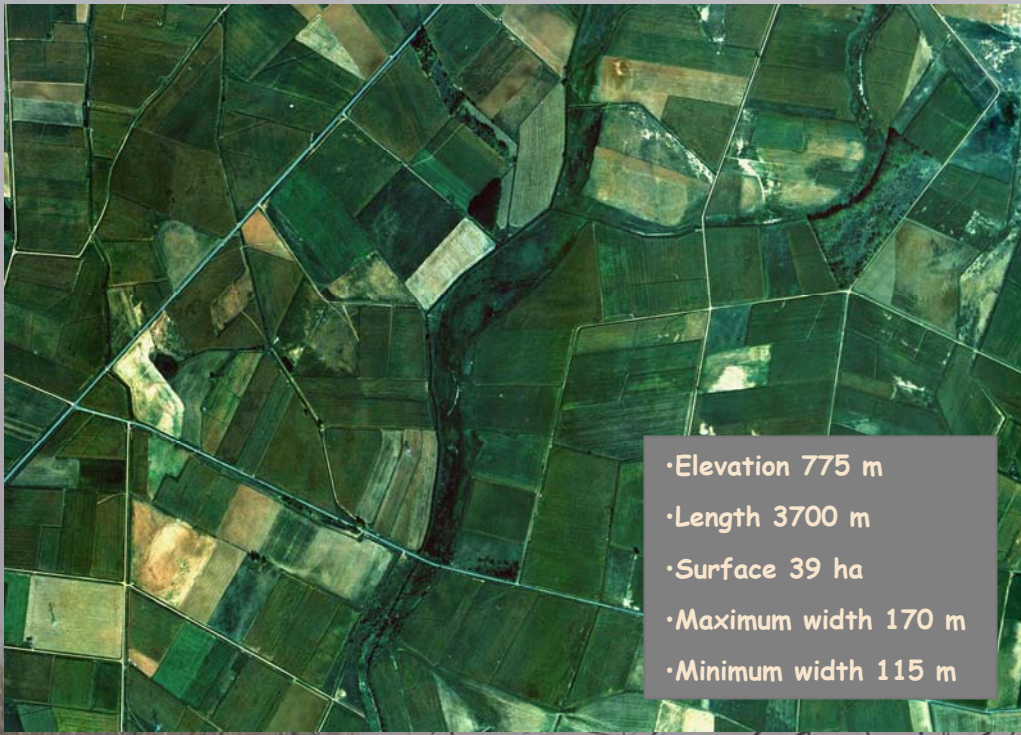 •Elevation 775 m
•Length 3700 m
•Surface 39 ha
•Maximum width 170 m
•Minimum width 115 m